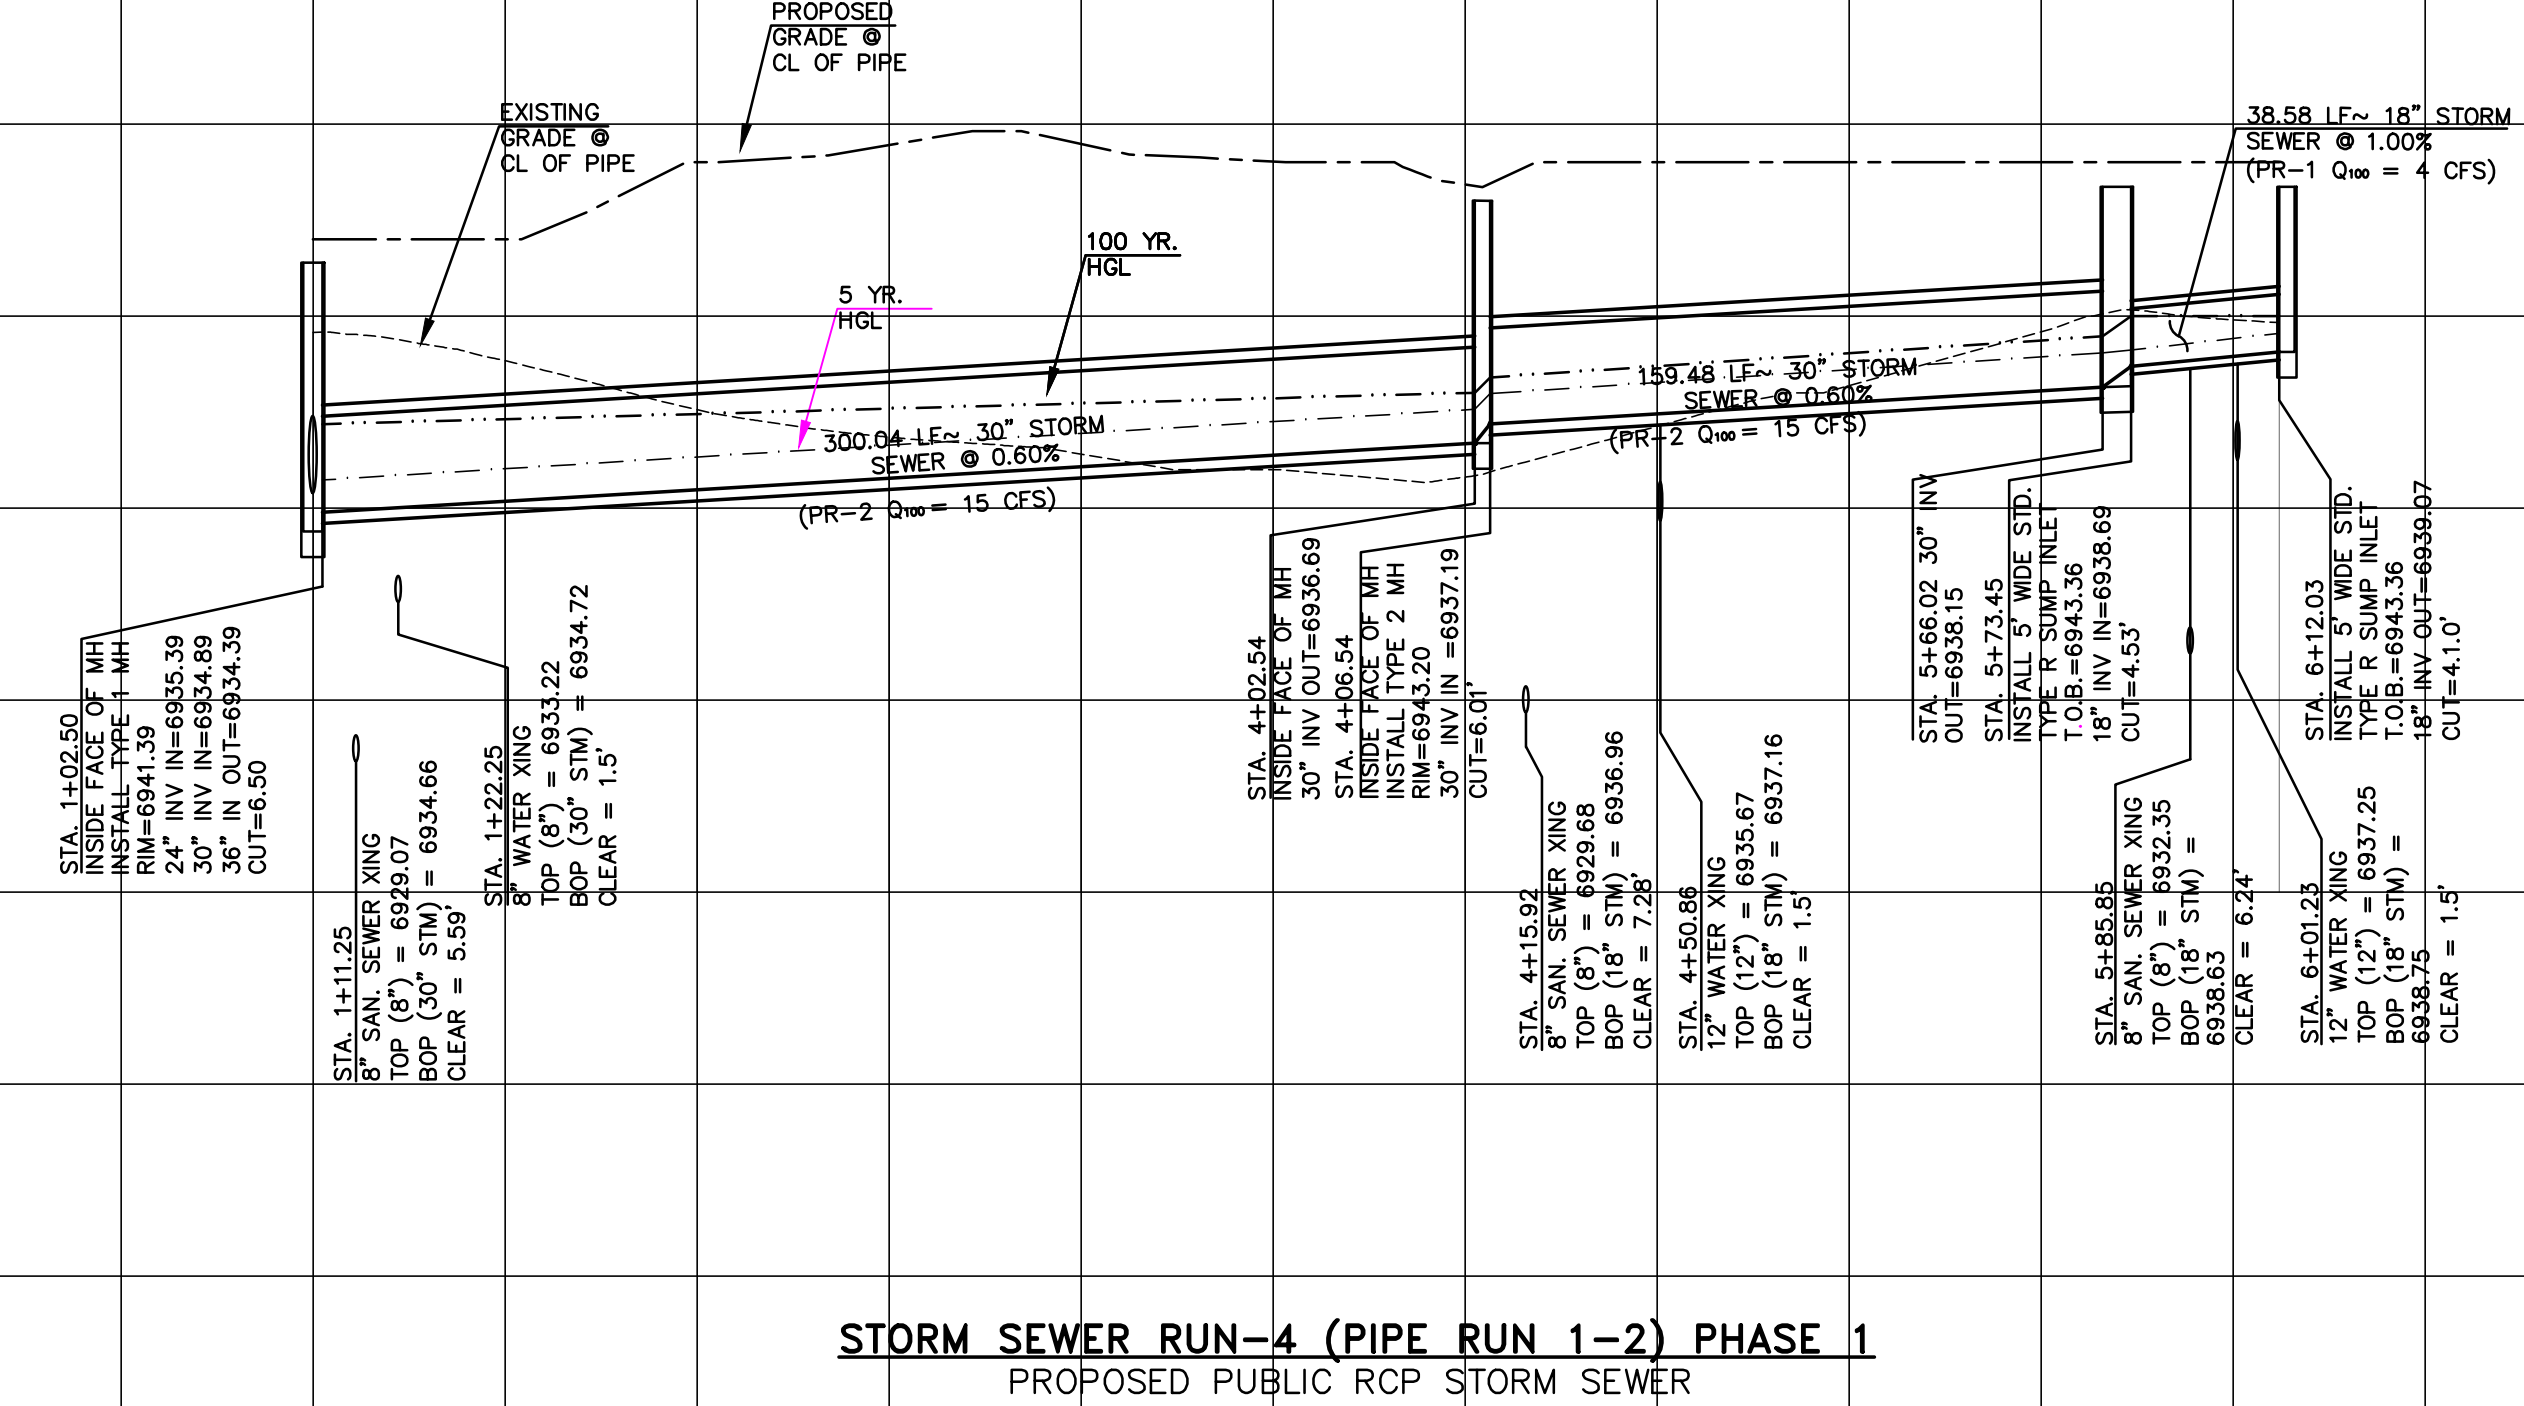 PROPOSED
GRADE @
CL OF PIPE
EXISTING
GRADE @
CL OF PIPE
100 YR.
HGL
5 YR.
HGL
38.58 LF~ 18" STORM
SEWER @ 1.00%
(PR-1 Q₁₀₀ = 4 CFS)
300.04 LF~ 30" STORM
SEWER @ 0.60%
(PR-2 Q₁₀₀ = 15 CFS)
159.48 LF~ 30" STORM
SEWER @ 0.60%
(PR-2 Q₁₀₀ = 15 CFS)
STA. 1+02.50
INSIDE FACE OF MH
INSTALL TYPE 1 MH
RIM=6941.39
24" INV IN=6935.39
30" INV IN=6934.89
36" IN OUT=6934.39
CUT=6.50
STA. 1+11.25
8" SAN. SEWER XING
TOP (8") = 6929.07
BOP (30" STM) = 6934.66
CLEAR = 5.59'
STA. 1+22.25
8" WATER XING
TOP (8") = 6933.22
BOP (30" STM) = 6934.72
CLEAR = 1.5'
STA. 4+02.54
INSIDE FACE OF MH
30" INV OUT=6936.69
STA. 4+06.54
INSIDE FACE OF MH
INSTALL TYPE 2 MH
RIM=6943.20
30" INV IN =6937.19
CUT=6.01'
STA. 4+15.92
8" SAN. SEWER XING
TOP (8") = 6929.68
BOP (18" STM) = 6936.96
CLEAR = 7.28'
STA. 4+50.86
12" WATER XING
TOP (12") = 6935.67
BOP (18" STM) = 6937.16
CLEAR = 1.5'
STA. 5+66.02 30" INV
OUT=6938.15
STA. 5+73.45
INSTALL 5' WIDE STD.
TYPE R SUMP INLET
T.O.B.=6943.36
18" INV IN=6938.69
CUT=4.53'
STA. 5+85.85
8" SAN. SEWER XING
TOP (8") = 6932.35
BOP (18" STM) =
6938.63
CLEAR = 6.24'
STA. 6+01.23
12" WATER XING
TOP (12") = 6937.25
BOP (18" STM) =
6938.75
CLEAR = 1.5'
STA. 6+12.03
INSTALL 5' WIDE STD.
TYPE R SUMP INLET
T.O.B.=6943.36
18" INV OUT=6939.07
CUT=4.1.0'
STORM SEWER RUN-4 (PIPE RUN 1-2) PHASE 1
PROPOSED PUBLIC RCP STORM SEWER